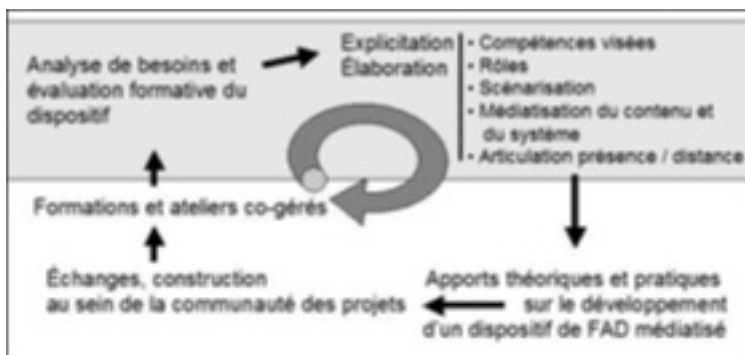 Analyse de besoins et
évaluation formative du
dispositif
Explicitation
Élaboration
• Compétences visées
• Rôles
• Scénarisation
• Médiatisation du contenu et
du système
• Articulation présence / distance
Formations et ateliers co-gérés
Échanges, construction
au sein de la communauté des projets
Apports théoriques et pratiques
sur le développement
d'un dispositif de FAD médiatisé